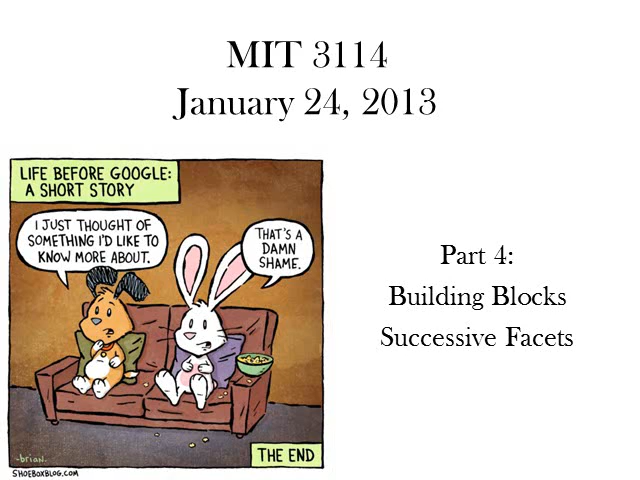 MIT 3114
January 24, 2013
LIFE BEFORE GOOGLE:
A SHORT STORY
I JUST THOUGHT OF
SOMETHING I'D LIKE TO
KNOW MORE ABOUT.
THAT'S A
DAMN
SHAME.
Part 4:
Building Blocks
Successive Facets
-brian.
THE END
SHOEBOXBLOG.COM